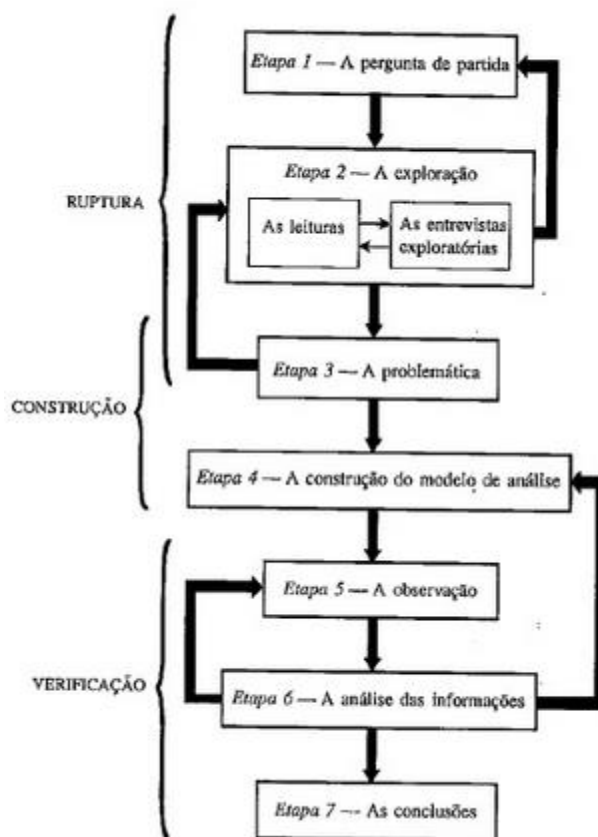 Etapa 1 — A pergunta de partida
Etapa 2 — A exploração
RUPTURA
As leituras
As entrevistas
exploratórias
Etapa 3 — A problemática
CONSTRUÇÃO
Etapa 4 — A construção do modelo de análise
Etapa 5 — A observação
VERIFICAÇÃO
Etapa 6 — A análise das informações
Etapa 7 — As conclusões